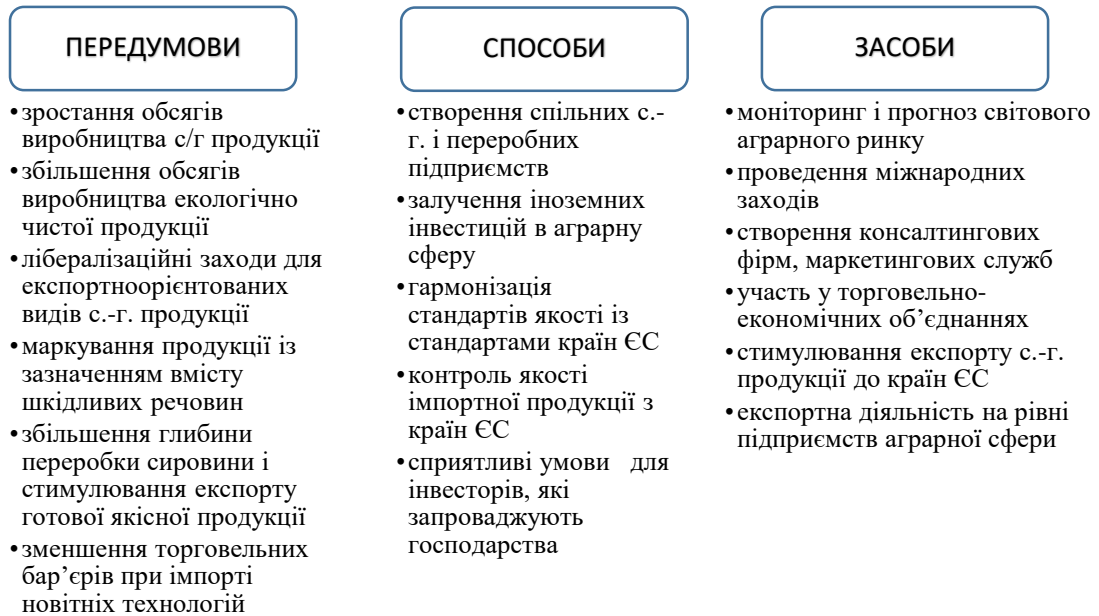 ПЕРЕДУМОВИ
•зростання обсягів
виробництва с/г продукції
•збільшення обсягів
виробництва екологічно
чистої продукції
•лібералізаційні заходи для
експортноорієнтованих
видів с.-г. продукції
•маркування продукції із
зазначенням вмісту
шкідливих речовин
•збільшення глибини
переробки сировини і
стимулювання експорту
готової якісної продукції
•зменшення торговельних
бар’єрів при імпорті
новітніх технологій
СПОСОБИ
•створення спільних с.-
г. і переробних
підприємств
•залучення іноземних
інвестицій в аграрну
сферу
•гармонізація
стандартів якості із
стандартами країн ЄС
•контроль якості
імпортної продукції з
країн ЄС
•сприятливі умови для
інвесторів, які
запроваджують
господарства
ЗАСОБИ
•моніторинг і прогноз світового
аграрного ринку
•проведення міжнародних
заходів
•створення консалтингових
фірм, маркетингових служб
•участь у торговельно-
економічних об’єднаннях
•стимулювання експорту с.-г.
продукції до країн ЄС
•експортна діяльність на рівні
підприємств аграрної сфери